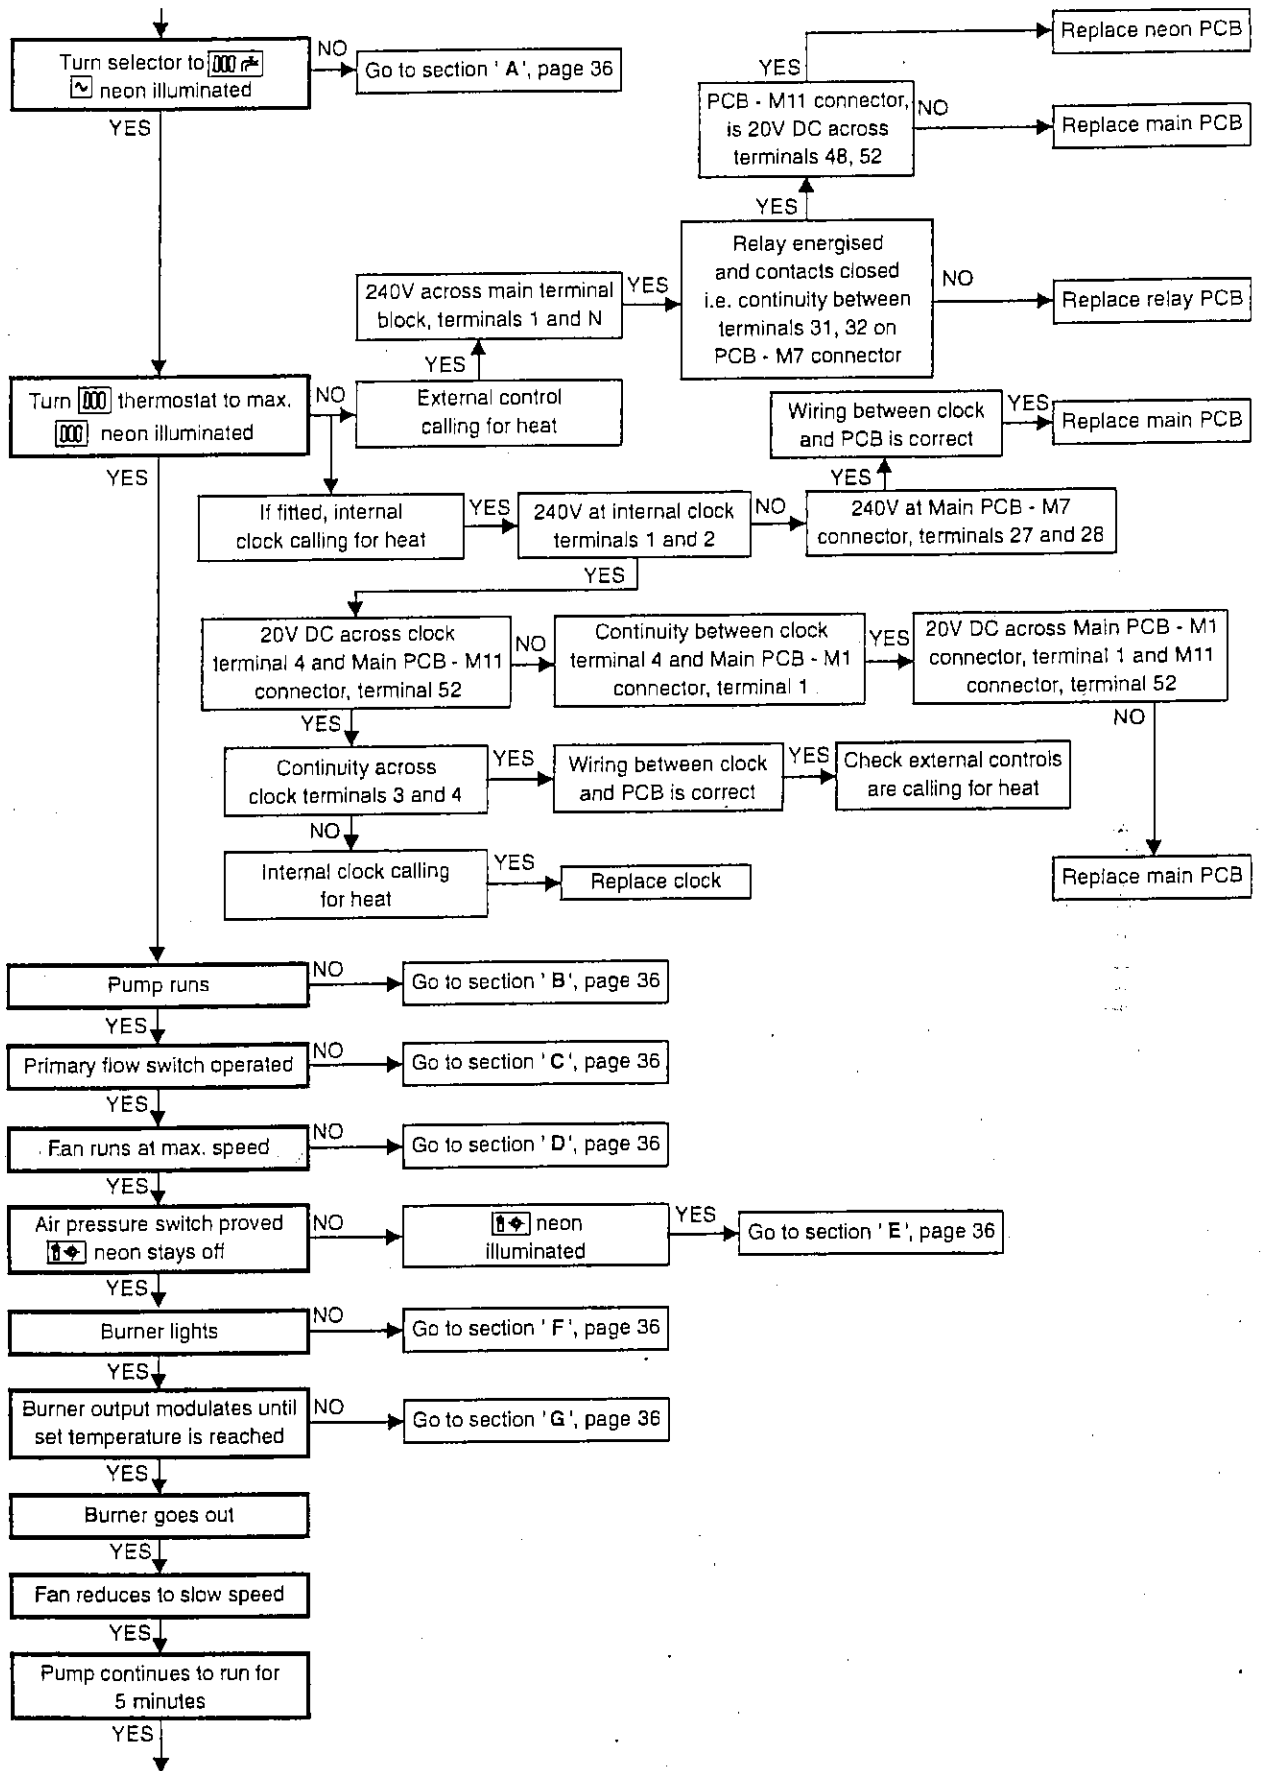 Turn selector to
neon illuminated
NO
Go to section ' A', page 36
YES
Replace neon PCB
YES
PCB - M11 connector,
is 20V DC across
terminals 48, 52
NO
Replace main PCB
YES
Relay energised
and contacts closed
i.e. continuity between
terminals 31, 32 on
PCB - M7 connector
NO
Replace relay PCB
240V across main terminal
block, terminals 1 and N
YES
YES
Turn thermostat to max.
neon illuminated
NO
External control
calling for heat
YES
Wiring between clock
and PCB is correct
YES
Replace main PCB
YES
If fitted, internal
clock calling for heat
YES
240V at internal clock
terminals 1 and 2
NO
240V at Main PCB - M7
connector, terminals 27 and 28
YES
20V DC across clock
terminal 4 and Main PCB - M11
connector, terminal 52
NO
Continuity between clock
terminal 4 and Main PCB - M1
connector, terminal 1
YES
20V DC across Main PCB - M1
connector, terminal 1 and M11
connector, terminal 52
NO
YES
Continuity across
clock terminals 3 and 4
YES
Wiring between clock
and PCB is correct
YES
Check external controls
are calling for heat
NO
Internal clock calling
for heat
YES
Replace clock
Replace main PCB
Pump runs
NO
Go to section ' B', page 36
YES
Primary flow switch operated
NO
Go to section ' C', page 36
YES
Fan runs at max. speed
NO
Go to section ' D', page 36
YES
Air pressure switch proved
neon stays off
NO
neon
illuminated
YES
Go to section ' E', page 36
YES
Burner lights
NO
Go to section ' F', page 36
YES
Burner output modulates until
set temperature is reached
NO
Go to section ' G', page 36
YES
Burner goes out
YES
Fan reduces to slow speed
YES
Pump continues to run for
5 minutes
YES